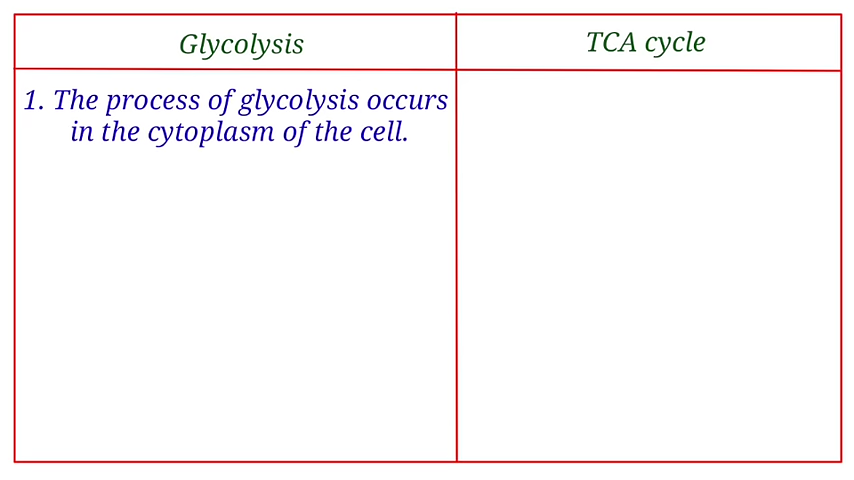 Glycolysis
TCA cycle
1. The process of glycolysis occurs
in the cytoplasm of the cell.